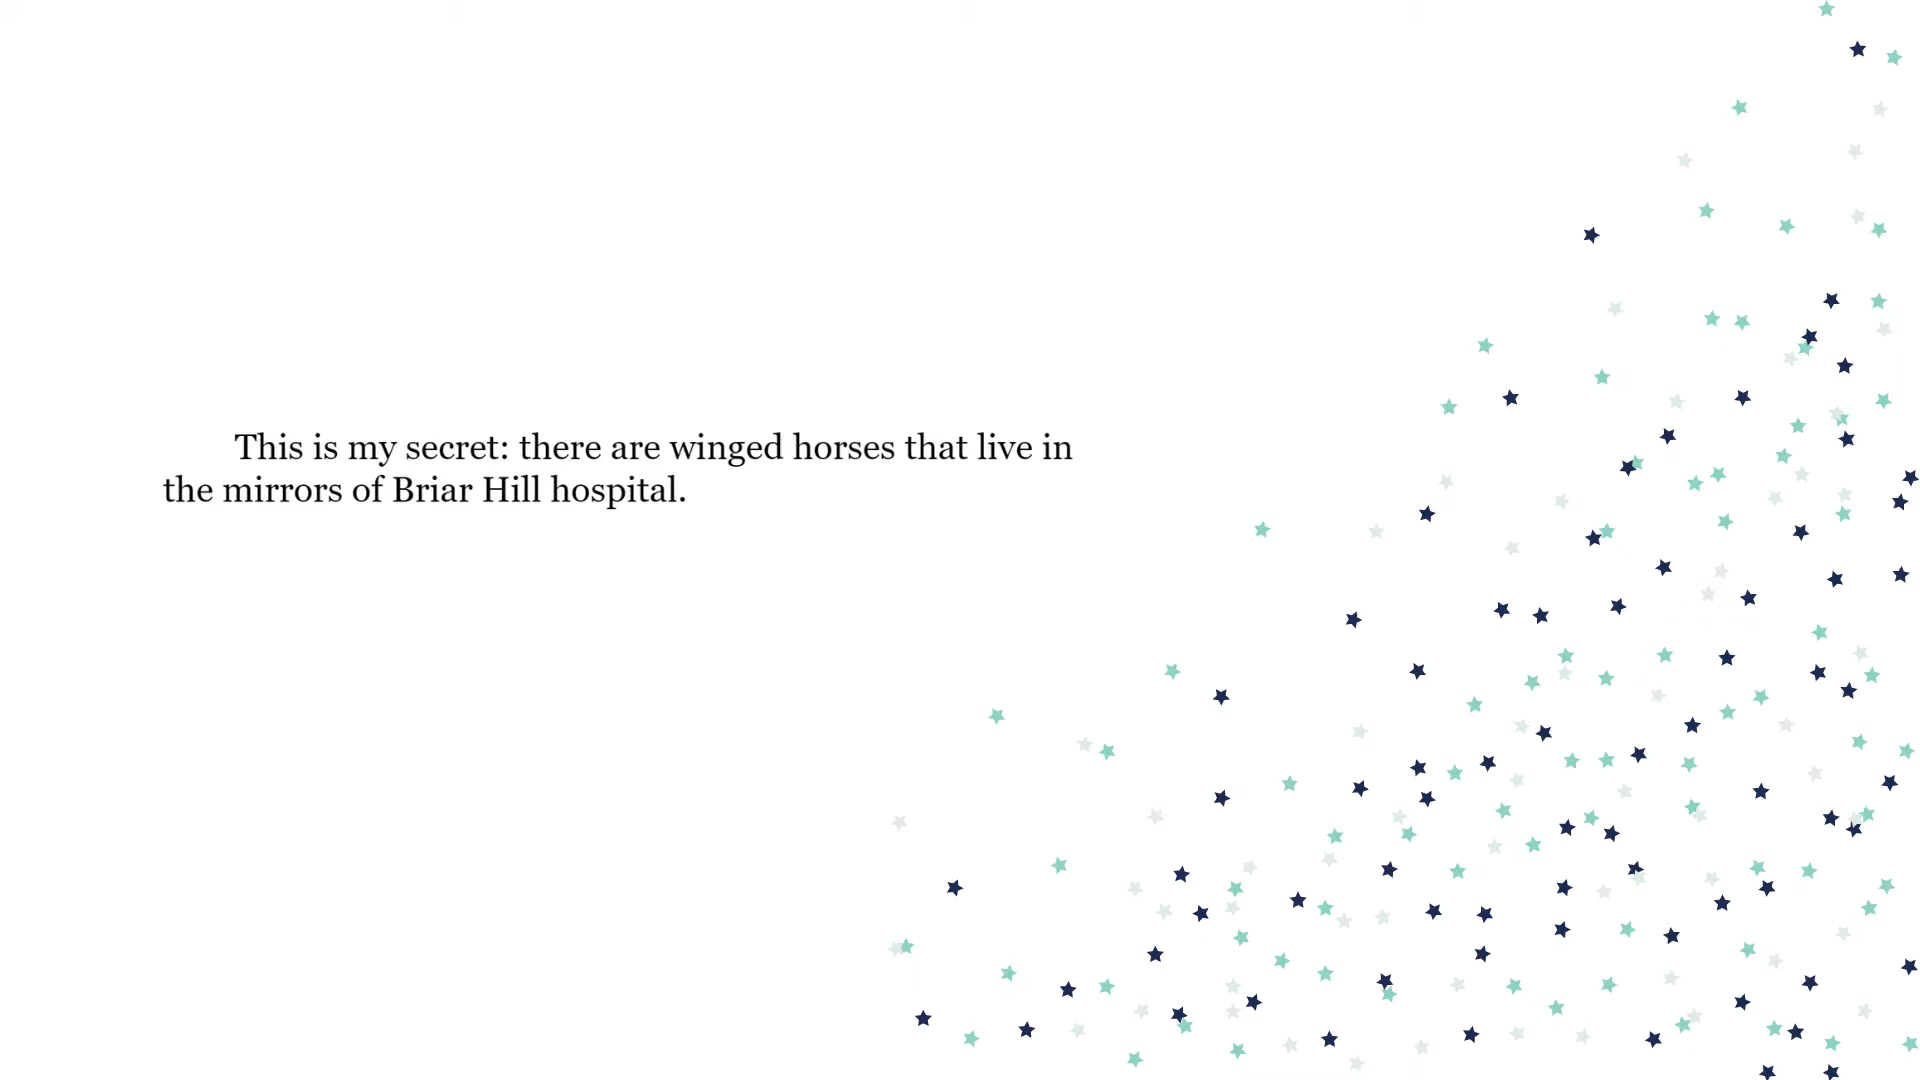 This is my secret: there are winged horses that live in
the mirrors of Briar Hill hospital.